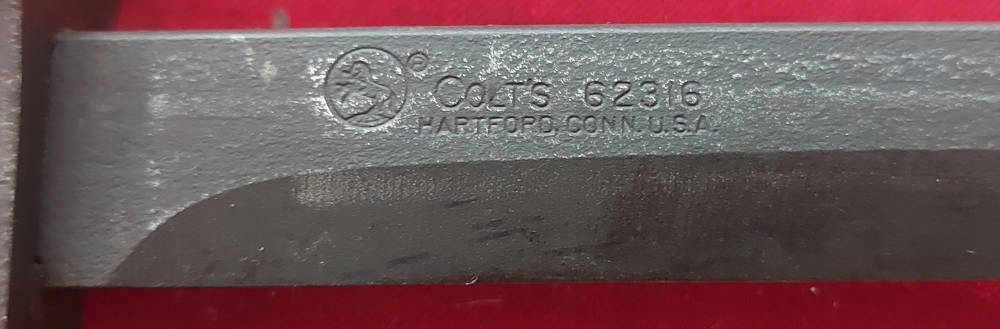 ® COLT'S 62316
HARTFORD, CONN. U.S.A.